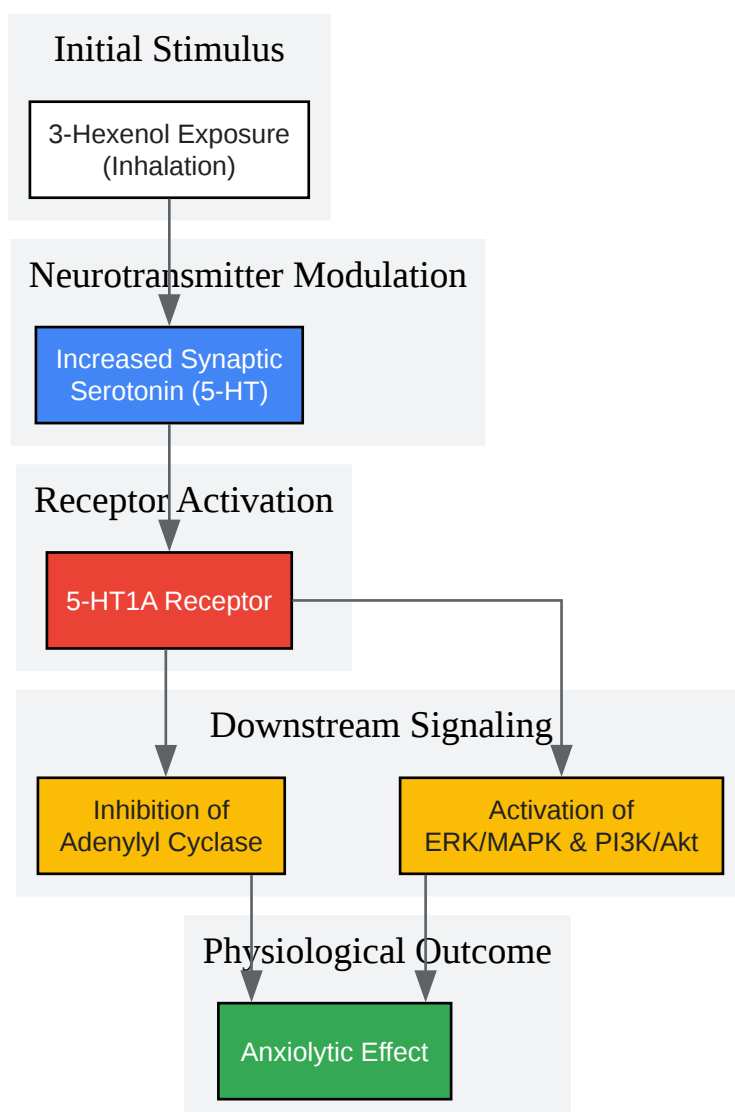 Initial Stimulus
3-Hexenol Exposure
(Inhalation)
Neurotransmitter Modulation
Increased Synaptic
Serotonin (5-HT)
Receptor Activation
5-HT1A Receptor
Downstream Signaling
Inhibition of
Adenylyl Cyclase
Activation of
ERK/MAPK & PI3K/Akt
Physiological Outcome
Anxiolytic Effect